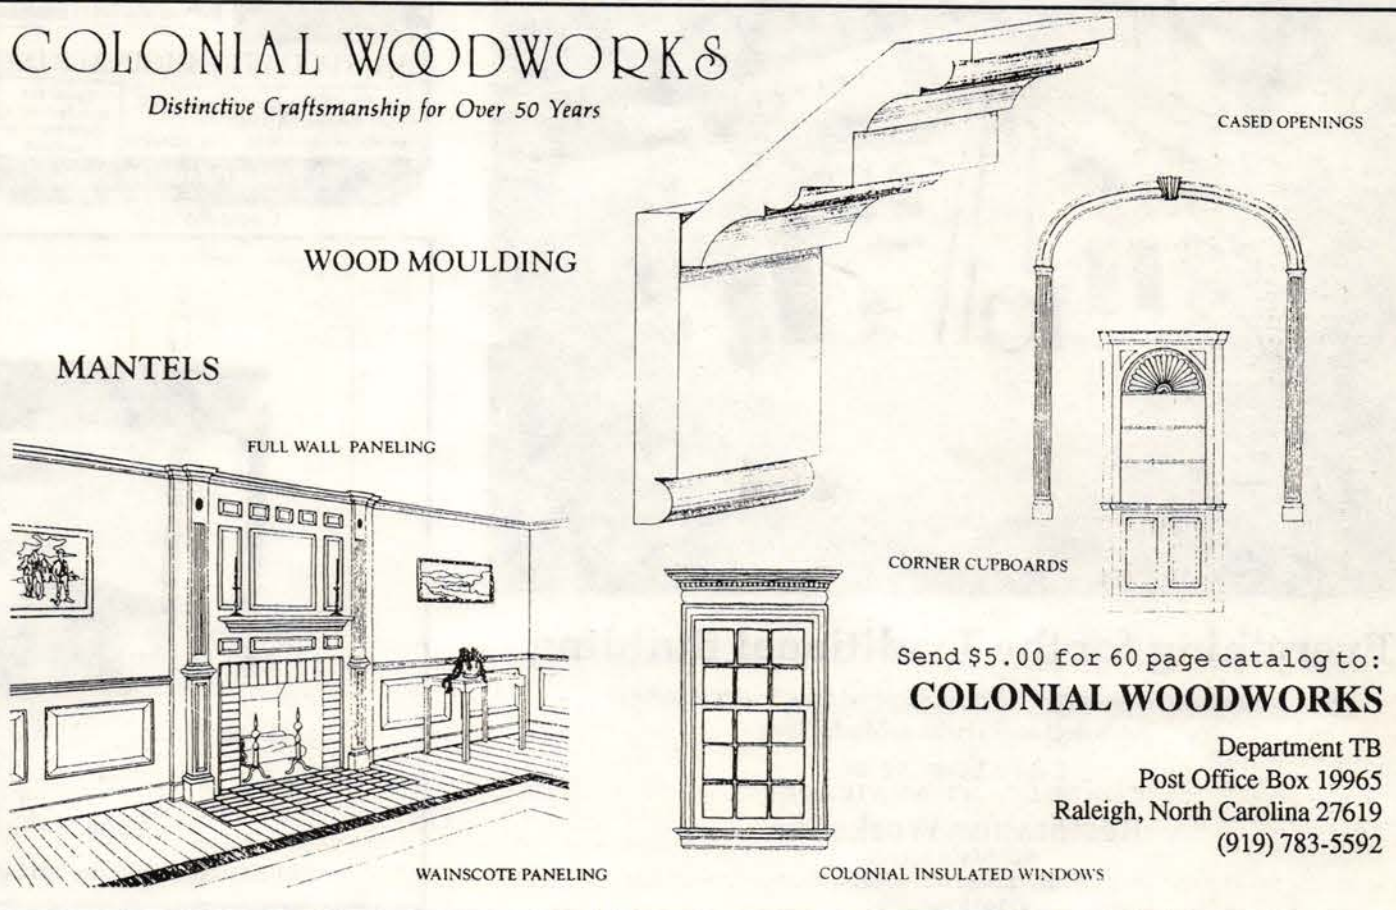 COLONIAL WOODWORKS
Distinctive Craftsmanship for Over 50 Years
CASED OPENINGS
WOOD MOULDING
MANTELS
FULL WALL PANELING
CORNER CUPBOARDS
Send $5.00 for 60 page catalog to:
COLONIAL WOODWORKS
Department TB
Post Office Box 19965
Raleigh, North Carolina 27619
(919) 783-5592
WAINSCOTE PANELING
COLONIAL INSULATED WINDOWS